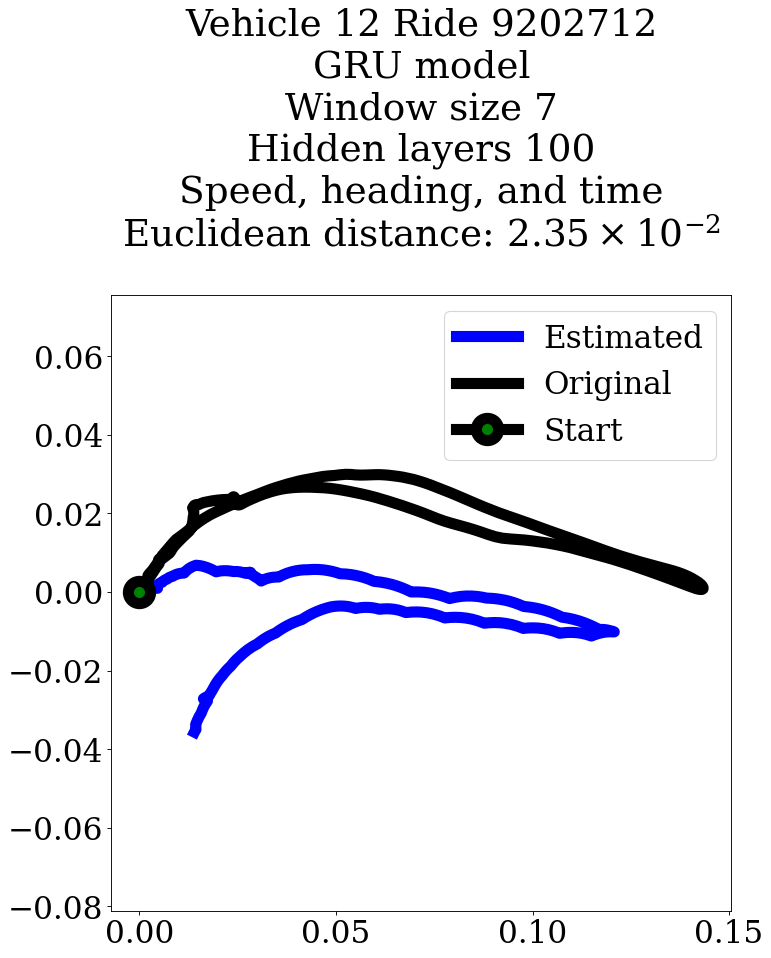 Vehicle 12 Ride 9202712
GRU model
Window size 7
Hidden layers 100
Speed, heading, and time
Euclidean distance: 2.35 × 10⁻²
Estimated
Original
Start
0.06
0.04
0.02
0.00
−0.02
−0.04
−0.06
−0.08
0.00 0.05 0.10 0.15